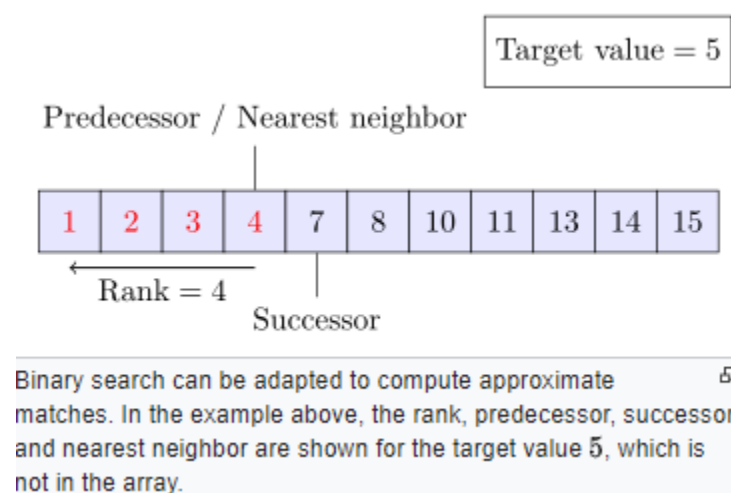 Target value = 5
Predecessor / Nearest neighbor
1 2 3 4 7 8 10 11 13 14 15
Rank = 4
Successor
Binary search can be adapted to compute approximate
matches. In the example above, the rank, predecessor, successor
and nearest neighbor are shown for the target value 5, which is
not in the array.